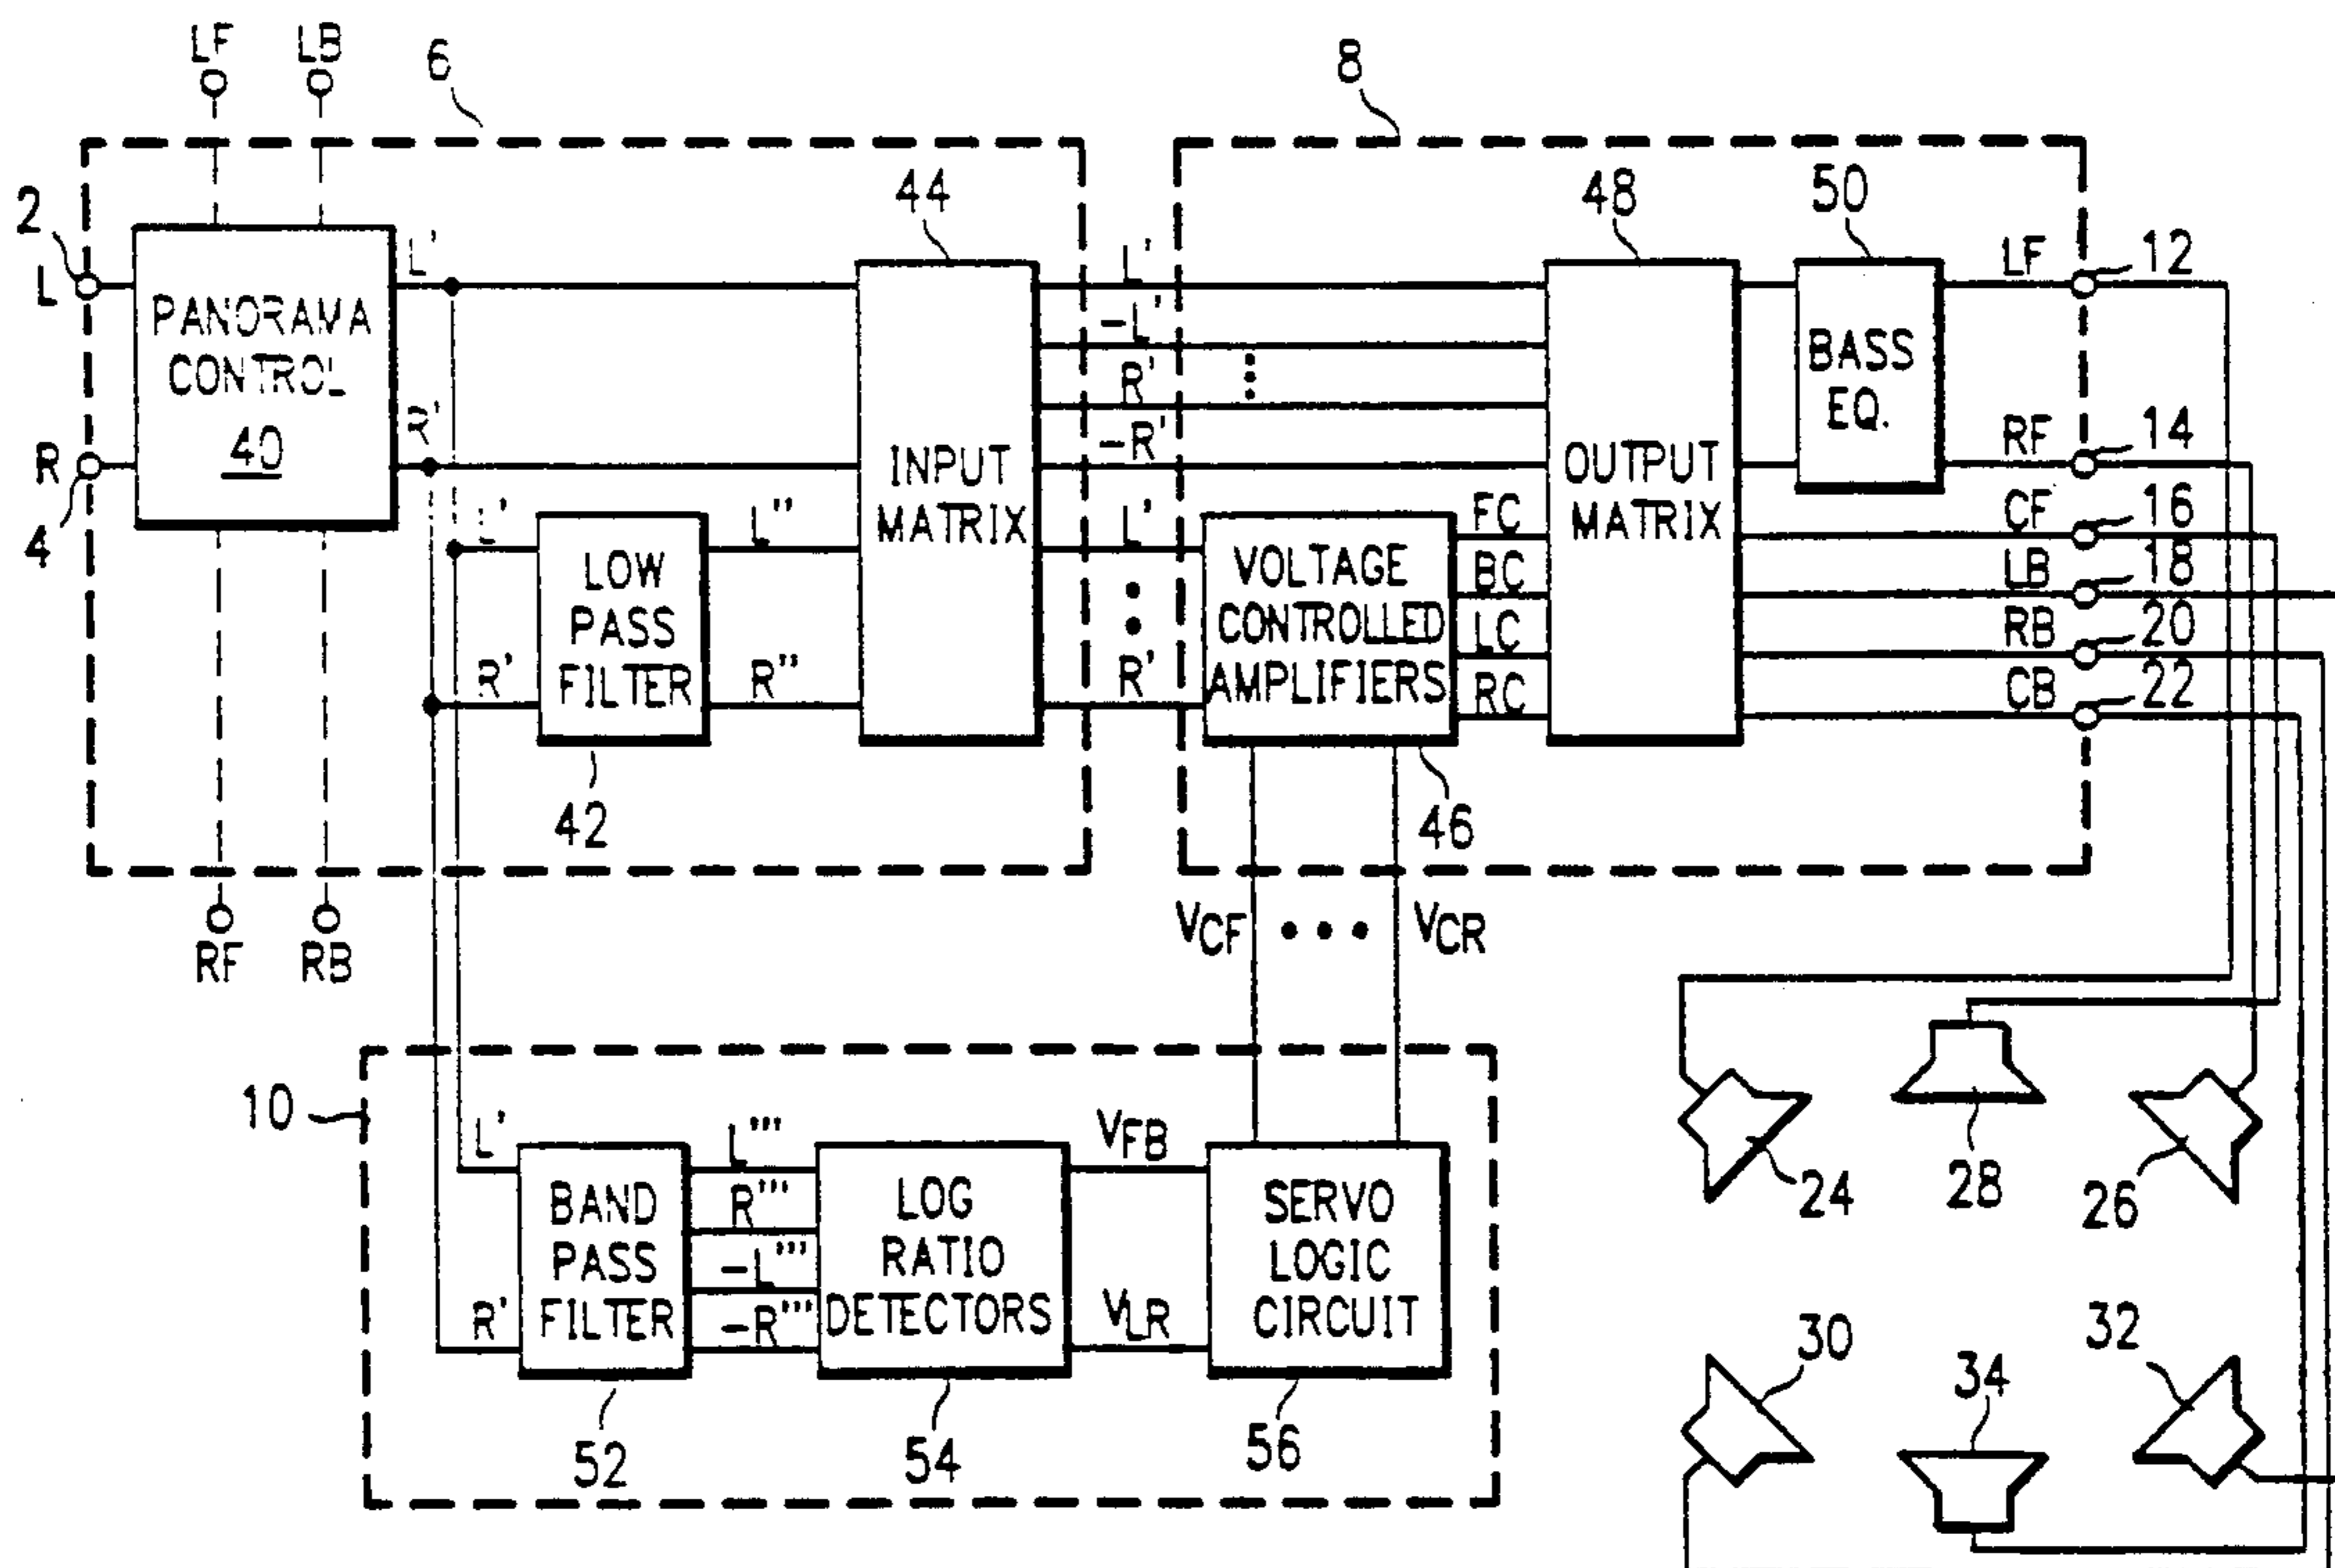 LF LB
6
8
2
L
R
4
PANORAMA
CONTROL
40
L'
R'
RF RB
L'
R'
LOW
PASS
FILTER
42
L''
R''
44
INPUT
MATRIX
L'
-L'
R'
-R'
L'
R'
VOLTAGE
CONTROLLED
AMPLIFIERS
46
FC
BC
LC
RC
48
OUTPUT
MATRIX
50
BASS
EQ.
LF 12
RF 14
CF 16
LB 18
RB 20
CB 22
VCF ••• VCR
10
L'
R'
BAND
PASS
FILTER
52
L'''
R'''
-L'''
-R'''
LOG
RATIO
DETECTORS
54
VFB
VLR
SERVO
LOGIC
CIRCUIT
56
24
28
26
30
34
32